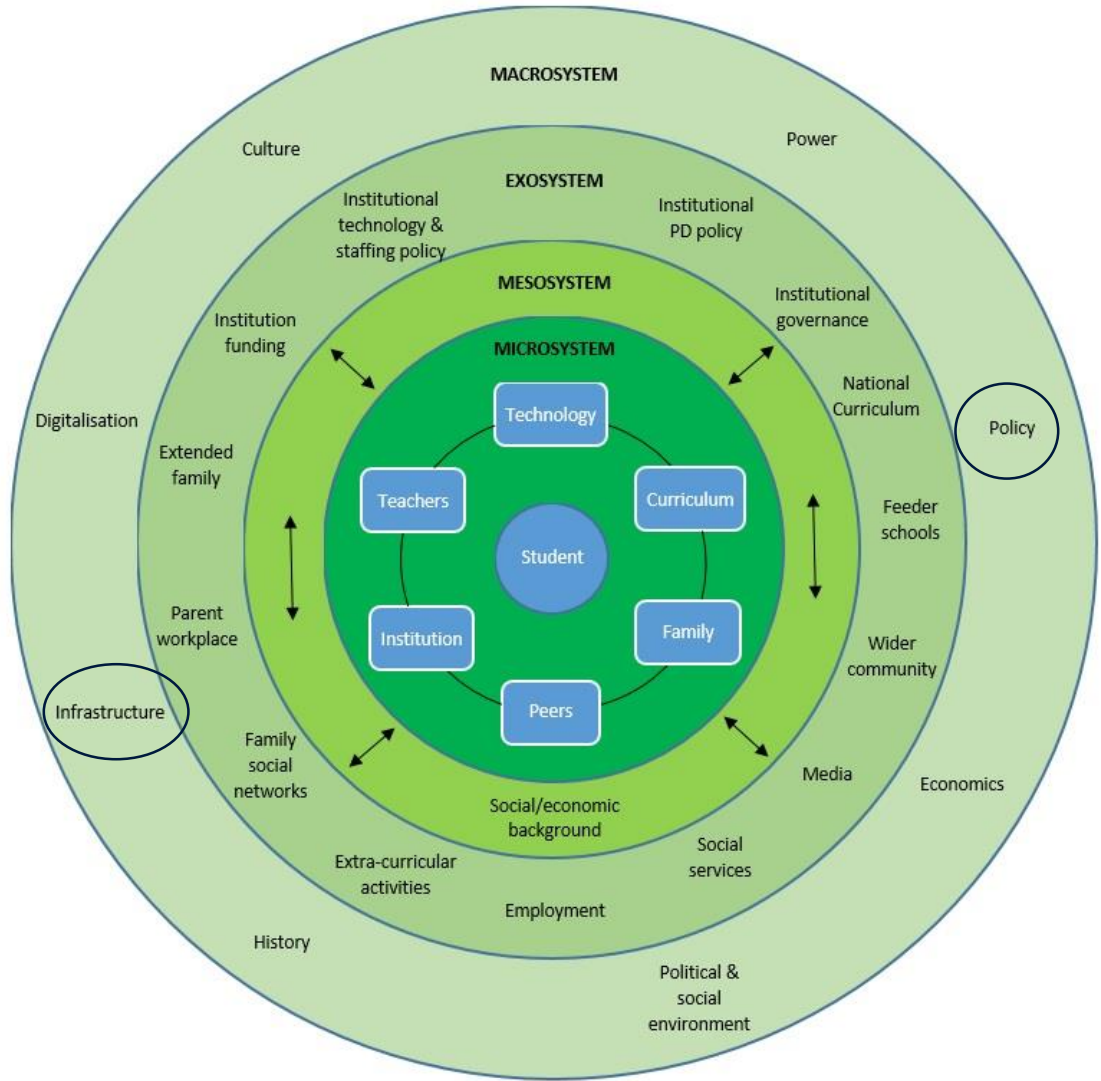 MACROSYSTEM
Power
Culture
EXOSYSTEM
Institutional
technology &
staffing policy
Institutional
PD policy
MESOSYSTEM
Institutional
governance
Institution
funding
MICROSYSTEM
National
Curriculum
Technology
Digitalisation
Policy
Extended
family
Teachers
Curriculum
Feeder
schools
Student
Parent
workplace
Institution
Family
Wider
community
Infrastructure
Peers
Family
social
networks
Media
Economics
Social/economic
background
Social
services
Extra-curricular
activities
Employment
History
Political &
social
environment